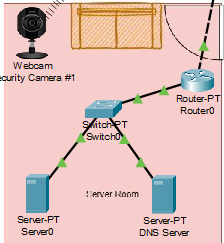 Webcam
ecurity Camera #1
Router-PT
Router0
Switch-PT
Switch0
Server Room
Server-PT
Server0
Server-PT
DNS Server